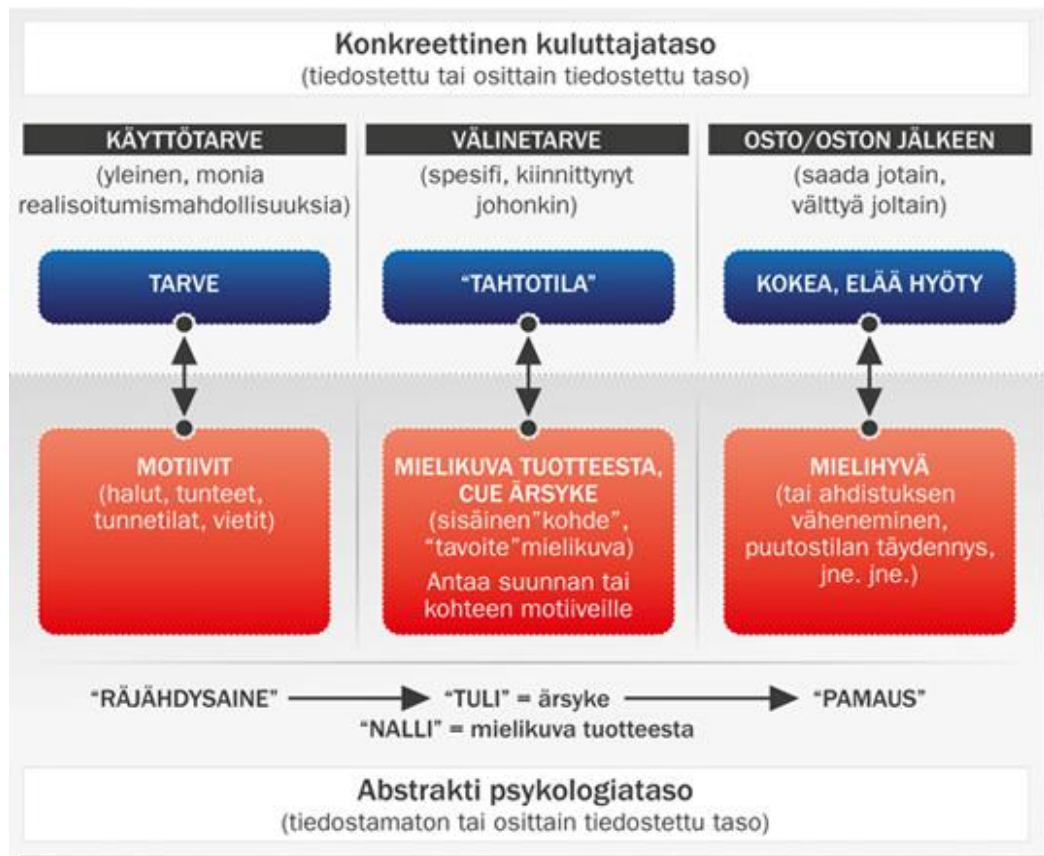 Konkreettinen kuluttajataso
(tiedostettu tai osittain tiedostettu taso)
KÄYTTÖTARVE
(yleinen, monia
realisoitumismahdollisuuksia)
TARVE
VÄLINETARVE
(spesifi, kiinnittynyt
johonkin)
“TAHTOTILA”
OSTO/OSTON JÄLKEEN
(saada jotain,
välttyä joltain)
KOKEA, ELÄÄ HYÖTY
MOTIIVIT
(halut, tunteet,
tunnetilat, vietit)
MIELIKUVA TUOTTEESTA,
CUE ÄRSYKE
(sisäinen”kohde”,
“tavoite”mielikuva)
Antaa suunnan tai
kohteen motiiveille
MIELIHYVÄ
(tai ahdistuksen
väheneminen,
puutostilan täydennys,
jne. jne.)
“RÄJÄHDYSAINE”
“TULI” = ärsyke
“PAMAUS”
“NALLI” = mielikuva tuotteesta
Abstrakti psykologiataso
(tiedostamaton tai osittain tiedostettu taso)